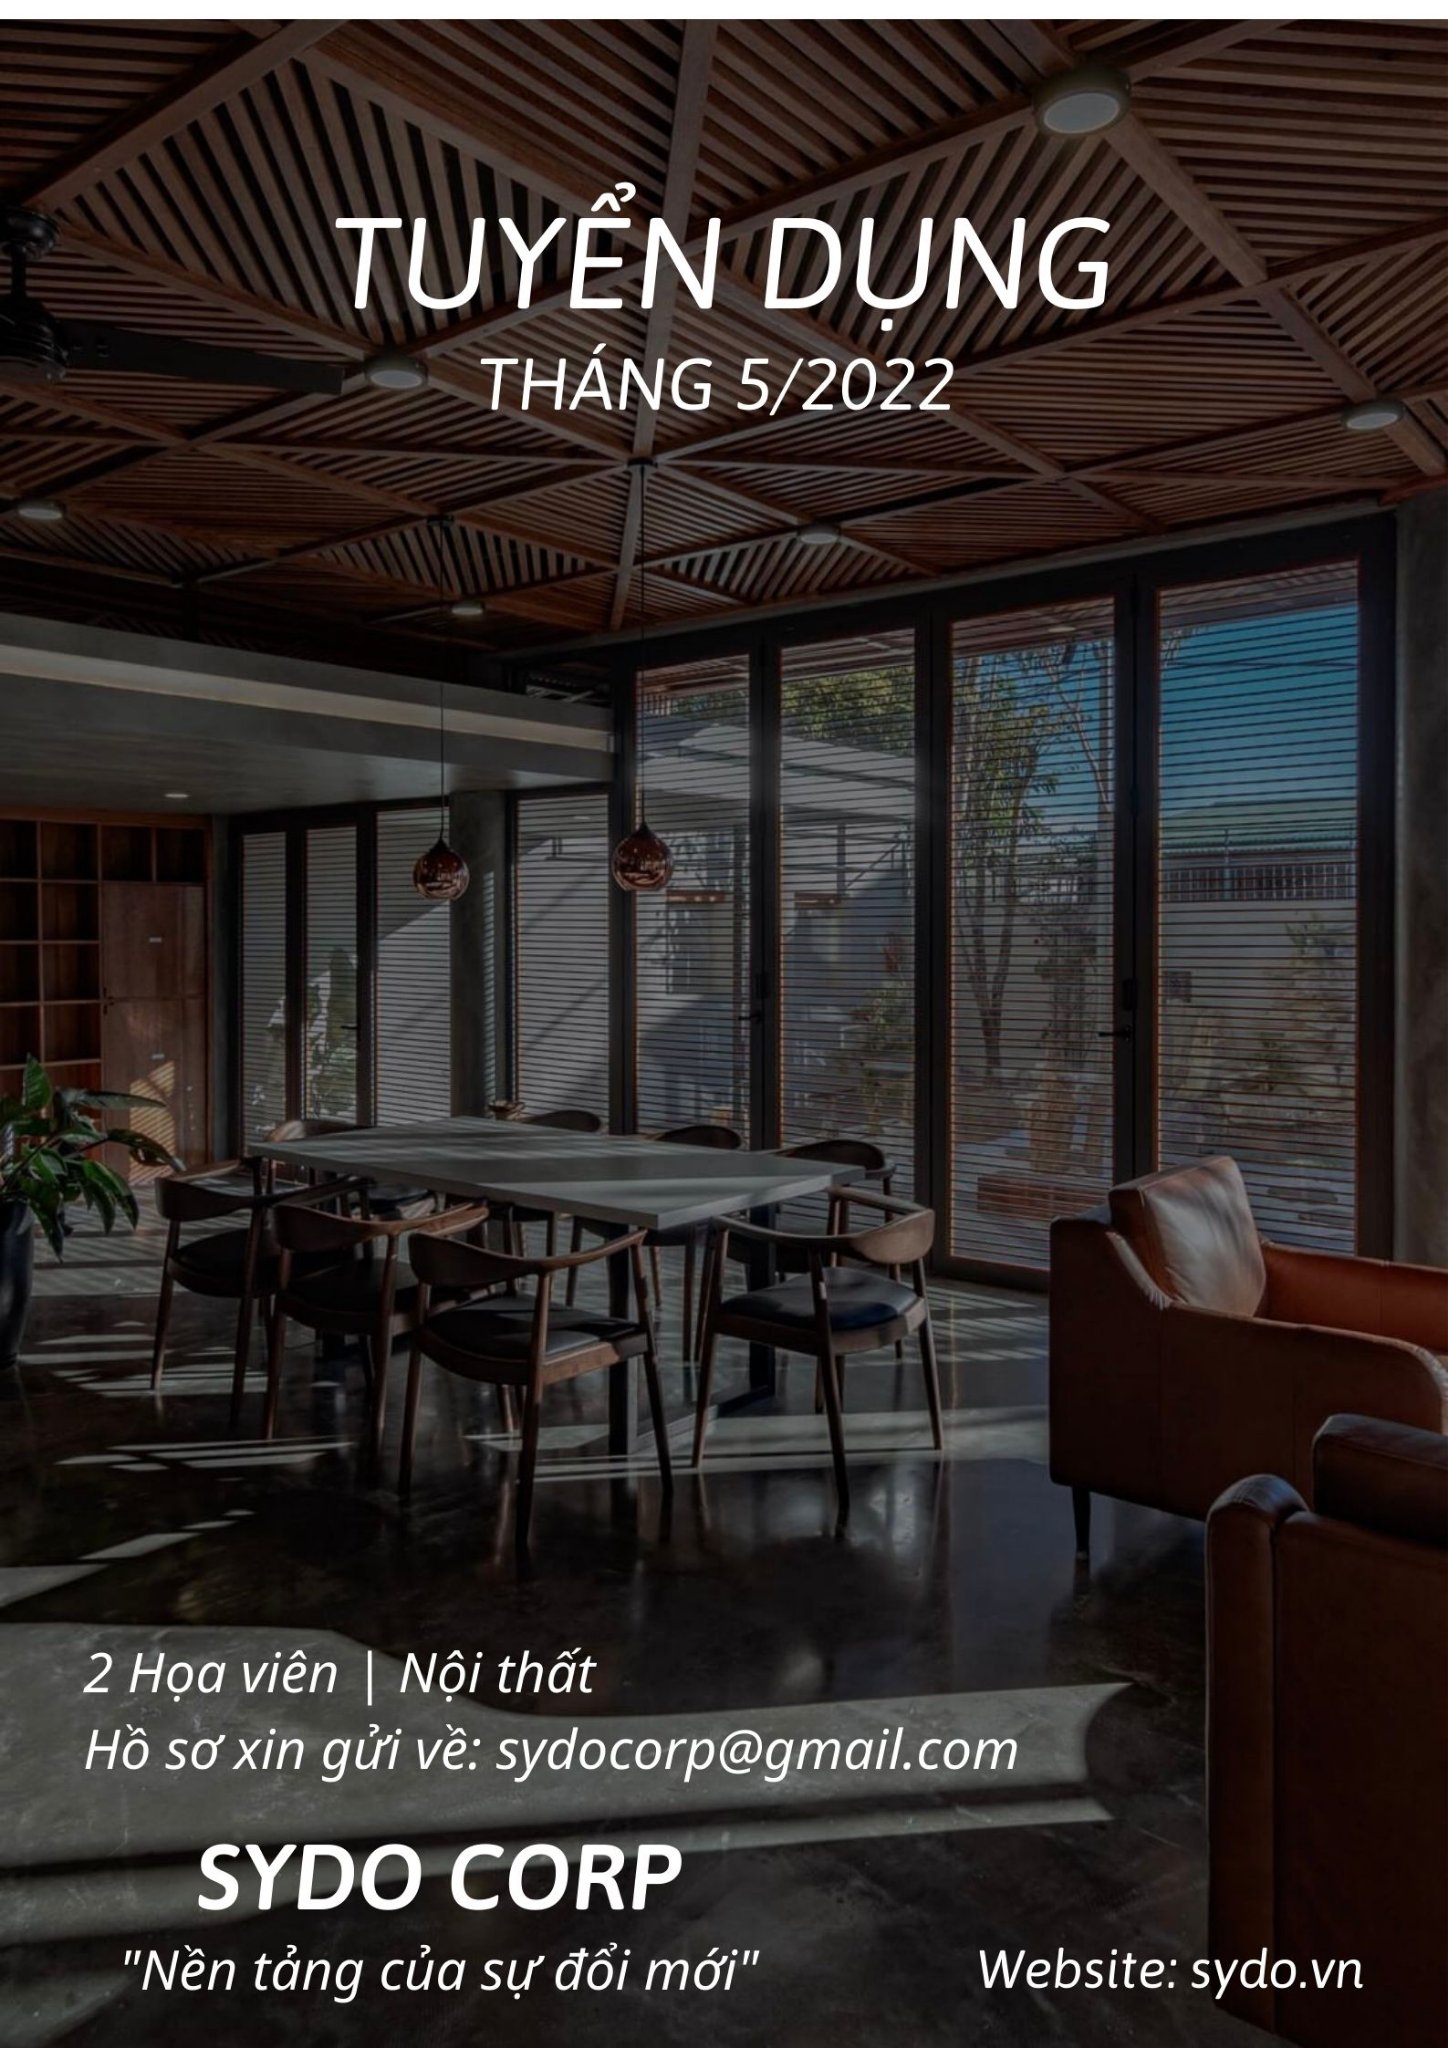 TUYỂN DỤNG
THÁNG 5/2022
2 Họa viên | Nội thất
Hồ sơ xin gửi về: sydocorp@gmail.com
SYDO CORP
"Nền tảng của sự đổi mới"
Website: sydo.vn